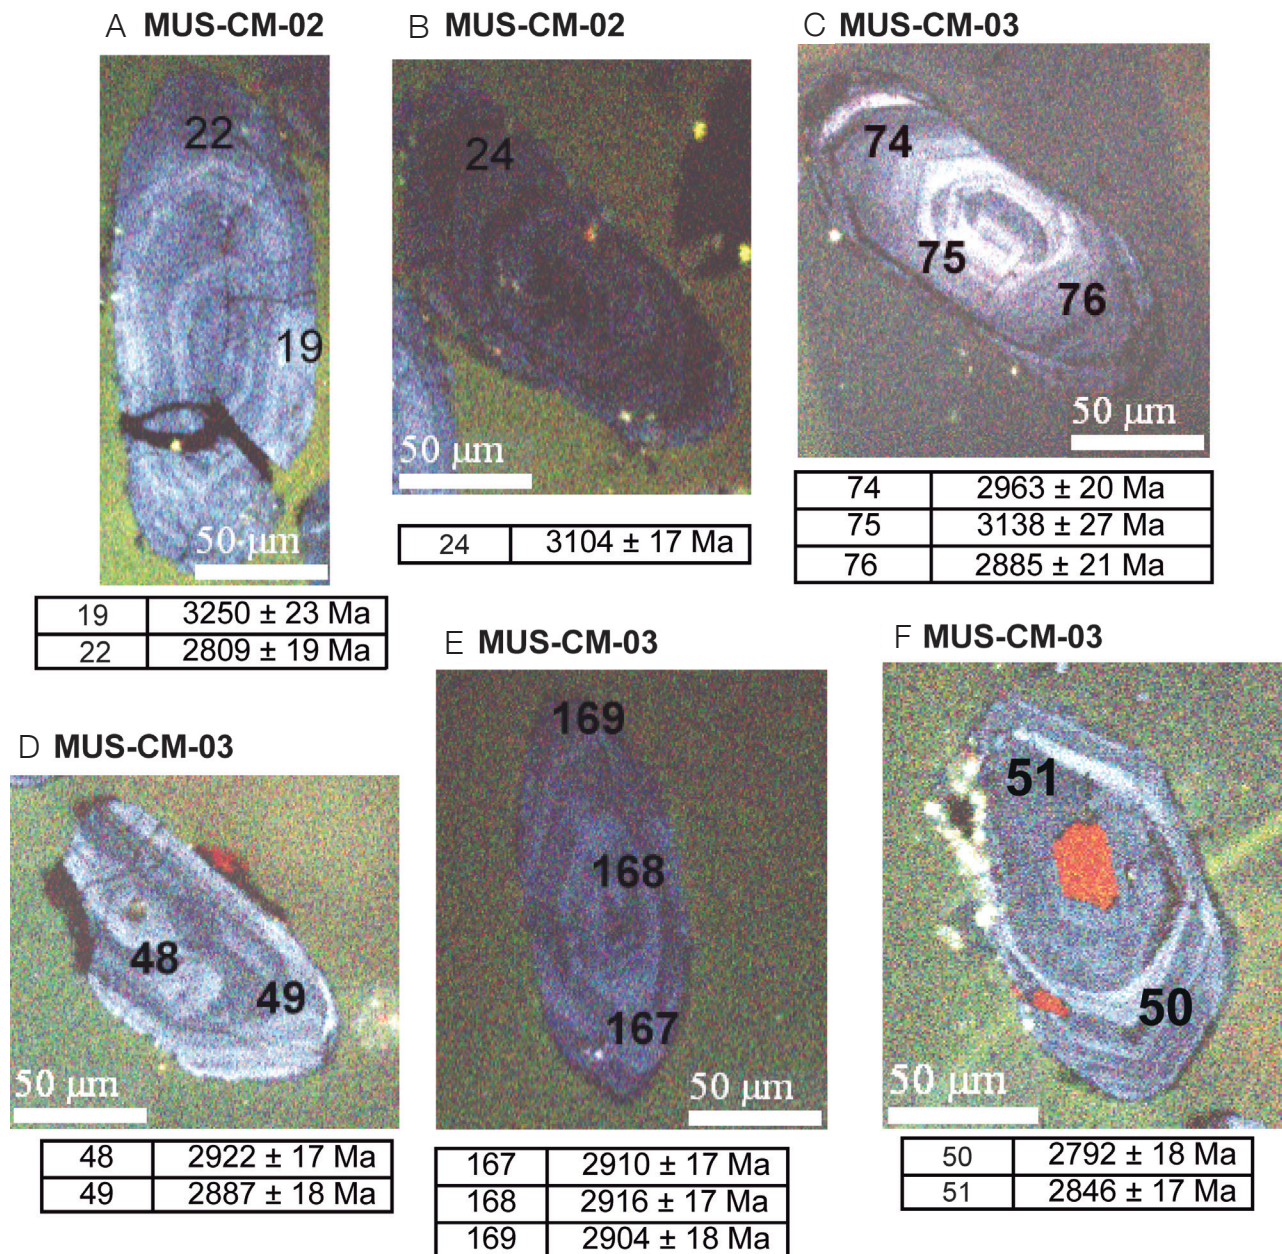 A MUS-CM-02
22
19
50 µm
19 3250 ± 23 Ma
22 2809 ± 19 Ma
B MUS-CM-02
24
50 µm
24 3104 ± 17 Ma
C MUS-CM-03
74
75
76
50 µm
74 2963 ± 20 Ma
75 3138 ± 27 Ma
76 2885 ± 21 Ma
D MUS-CM-03
48
49
50 µm
48 2922 ± 17 Ma
49 2887 ± 18 Ma
E MUS-CM-03
169
168
167
50 µm
167 2910 ± 17 Ma
168 2916 ± 17 Ma
169 2904 ± 18 Ma
F MUS-CM-03
51
50
50 µm
50 2792 ± 18 Ma
51 2846 ± 17 Ma